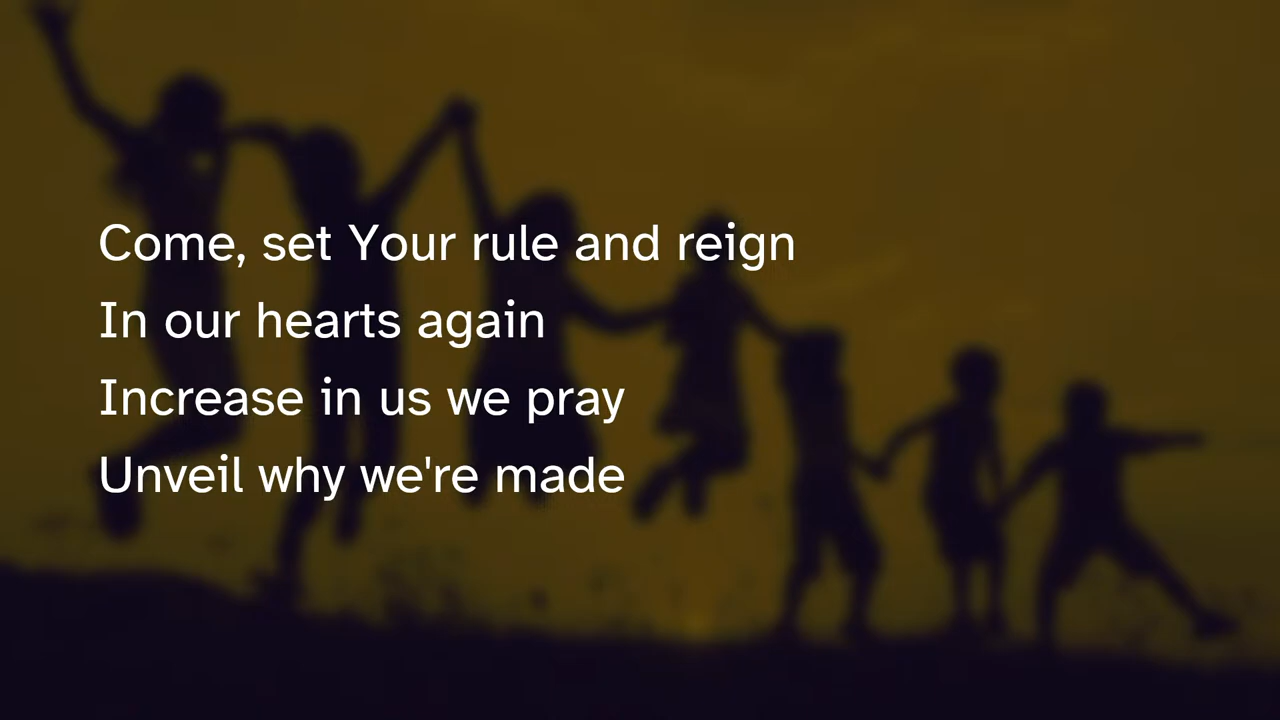 Come, set Your rule and reign
In our hearts again
Increase in us we pray
Unveil why we're made